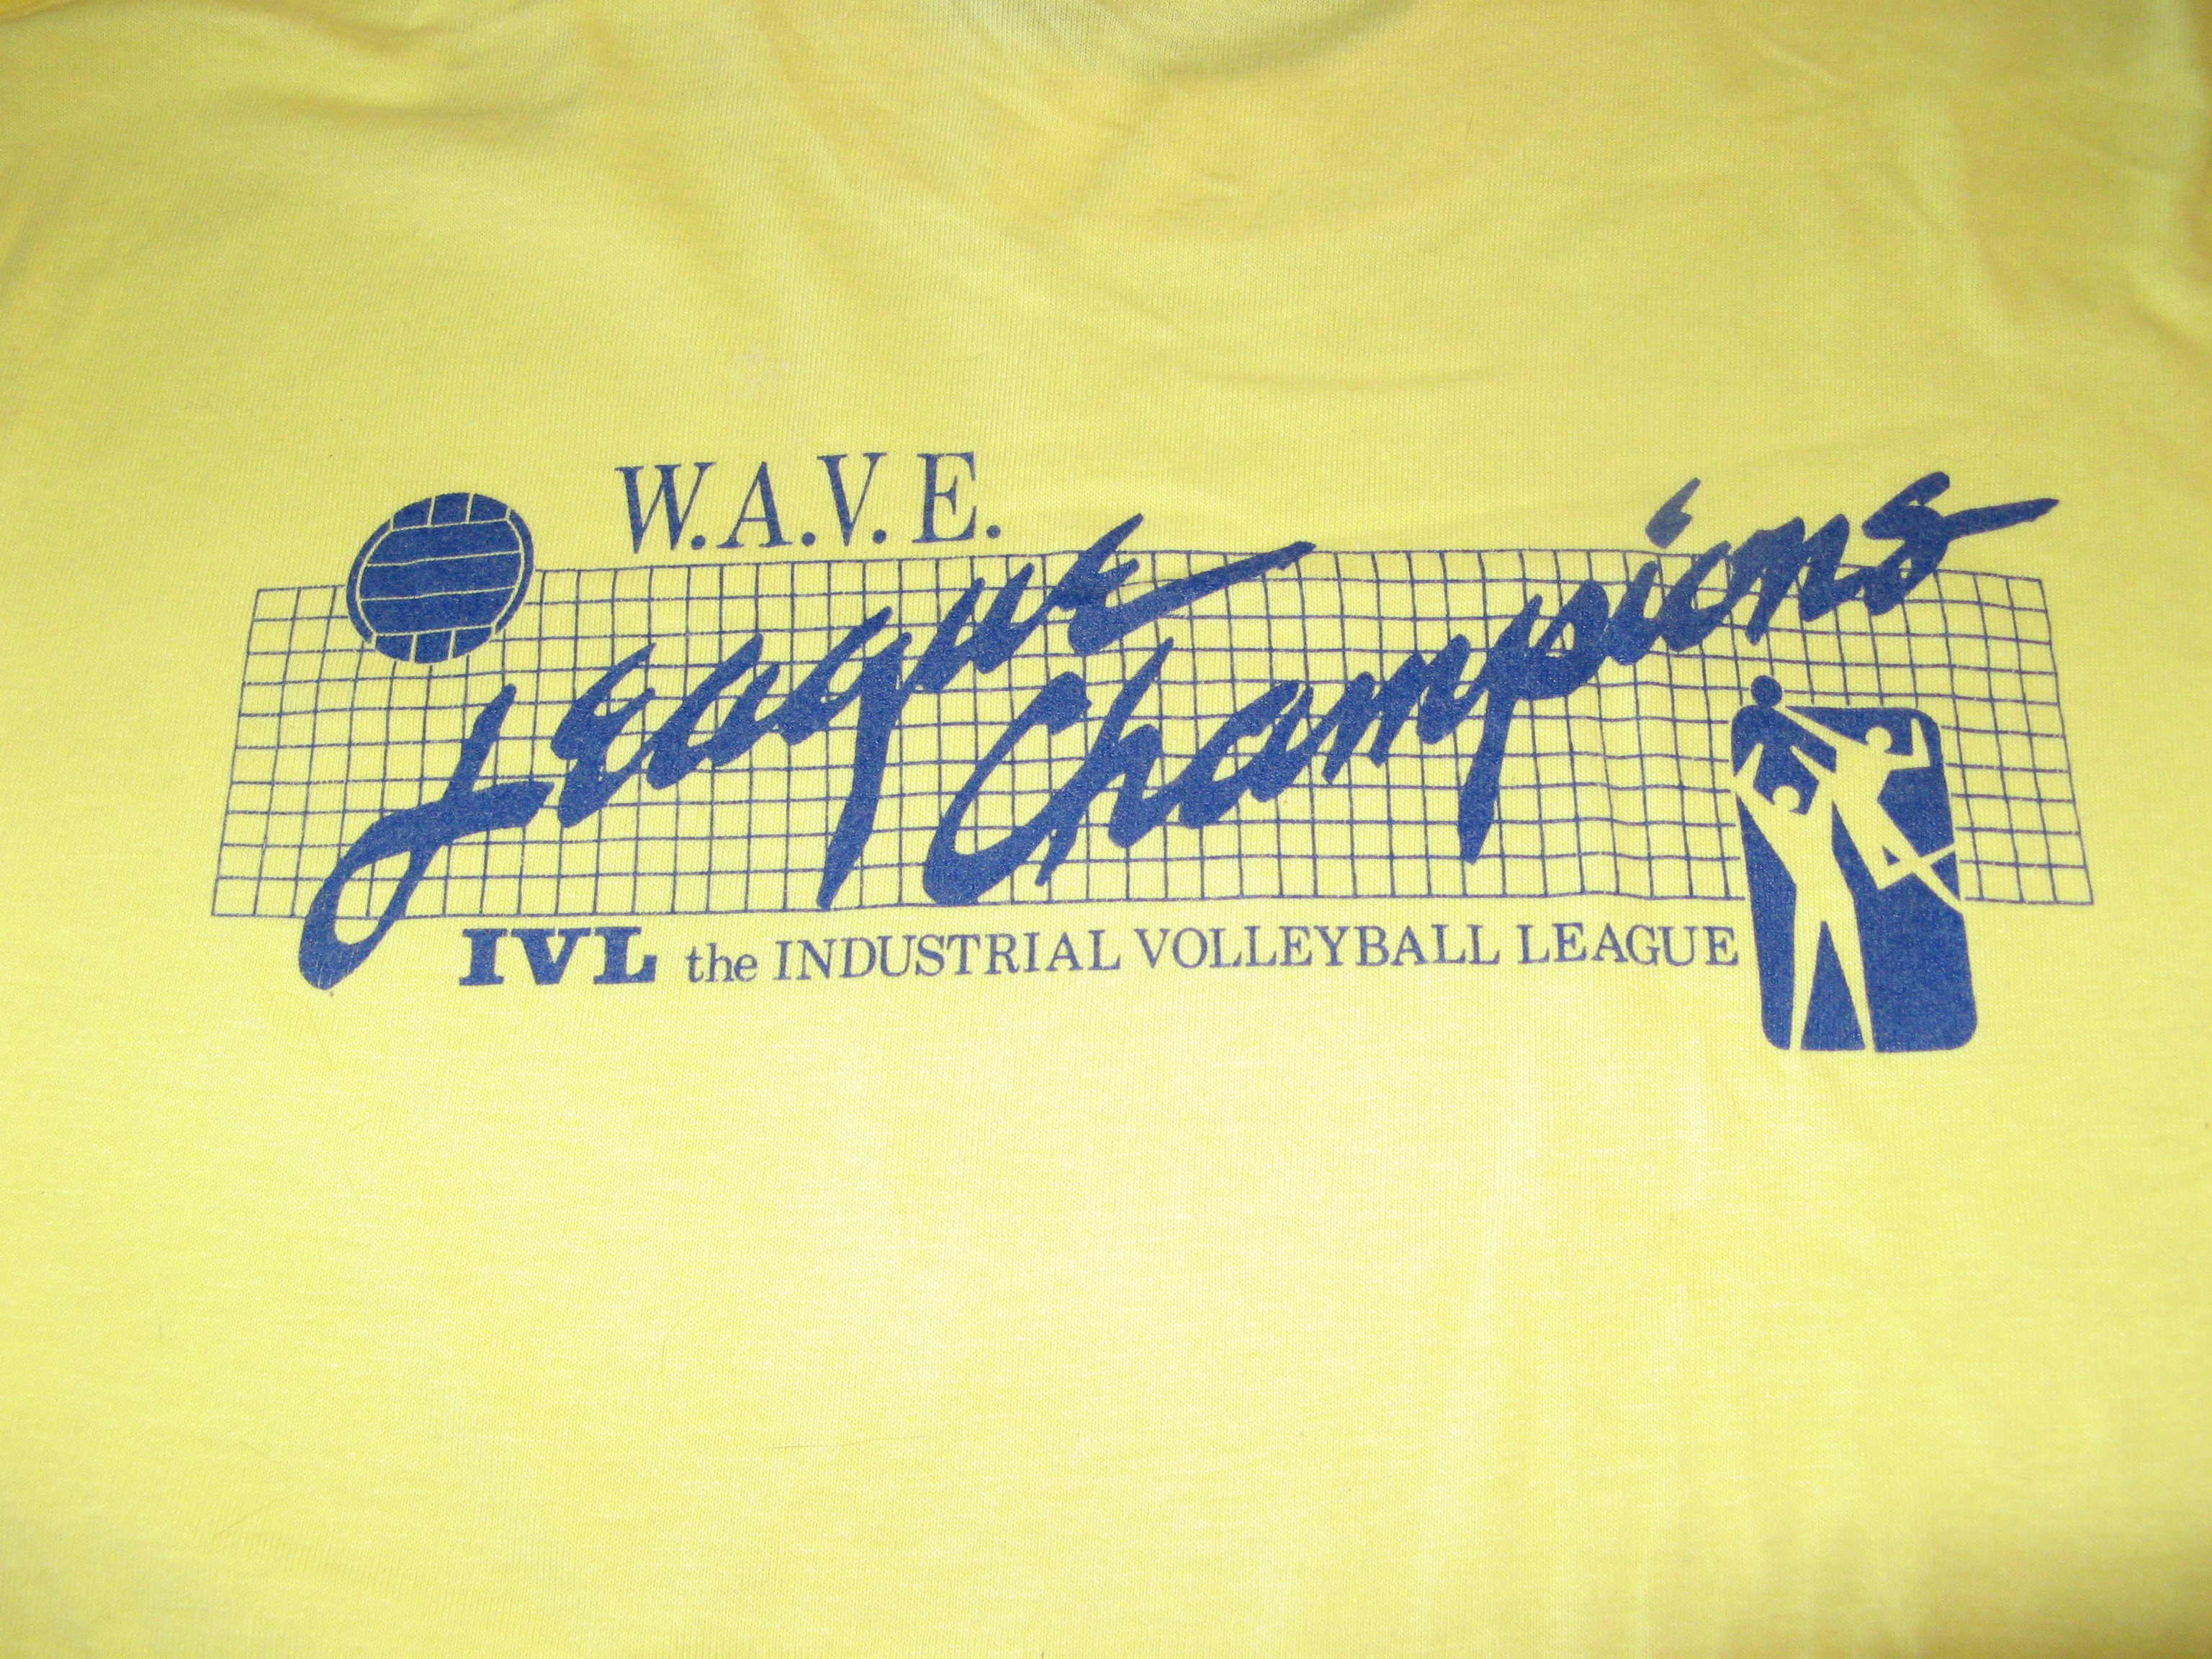 W.A.V.E.
League
Champions
IVL the INDUSTRIAL VOLLEYBALL LEAGUE